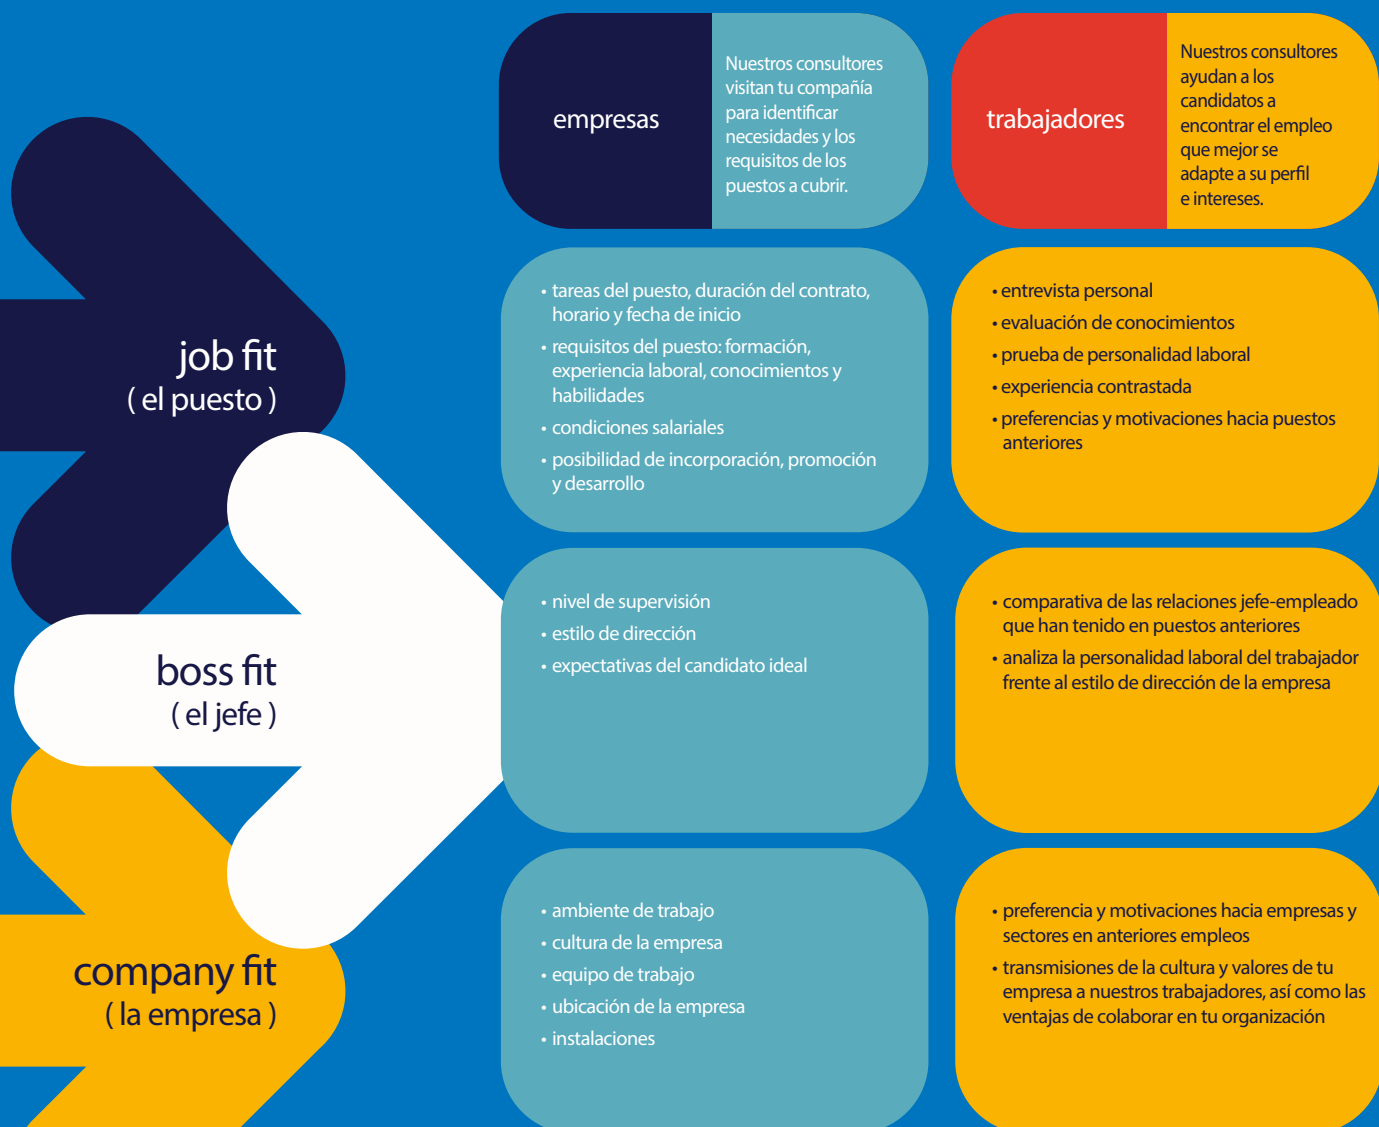 empresas
Nuestros consultores
visitan tu compañía
para identificar
necesidades y los
requisitos de los
puestos a cubrir.
trabajadores
Nuestros consultores
ayudan a los
candidatos a
encontrar el empleo
que mejor se
adapte a su perfil
e intereses.
job fit
( el puesto )
• tareas del puesto, duración del contrato,
horario y fecha de inicio
• requisitos del puesto: formación,
experiencia laboral, conocimientos y
habilidades
• condiciones salariales
• posibilidad de incorporación, promoción
y desarrollo
• entrevista personal
• evaluación de conocimientos
• prueba de personalidad laboral
• experiencia contrastada
• preferencias y motivaciones hacia puestos
anteriores
boss fit
( el jefe )
• nivel de supervisión
• estilo de dirección
• expectativas del candidato ideal
• comparativa de las relaciones jefe-empleado
que han tenido en puestos anteriores
• analiza la personalidad laboral del trabajador
frente al estilo de dirección de la empresa
company fit
( la empresa )
• ambiente de trabajo
• cultura de la empresa
• equipo de trabajo
• ubicación de la empresa
• instalaciones
• preferencia y motivaciones hacia empresas y
sectores en anteriores empleos
• transmisiones de la cultura y valores de tu
empresa a nuestros trabajadores, así como las
ventajas de colaborar en tu organización